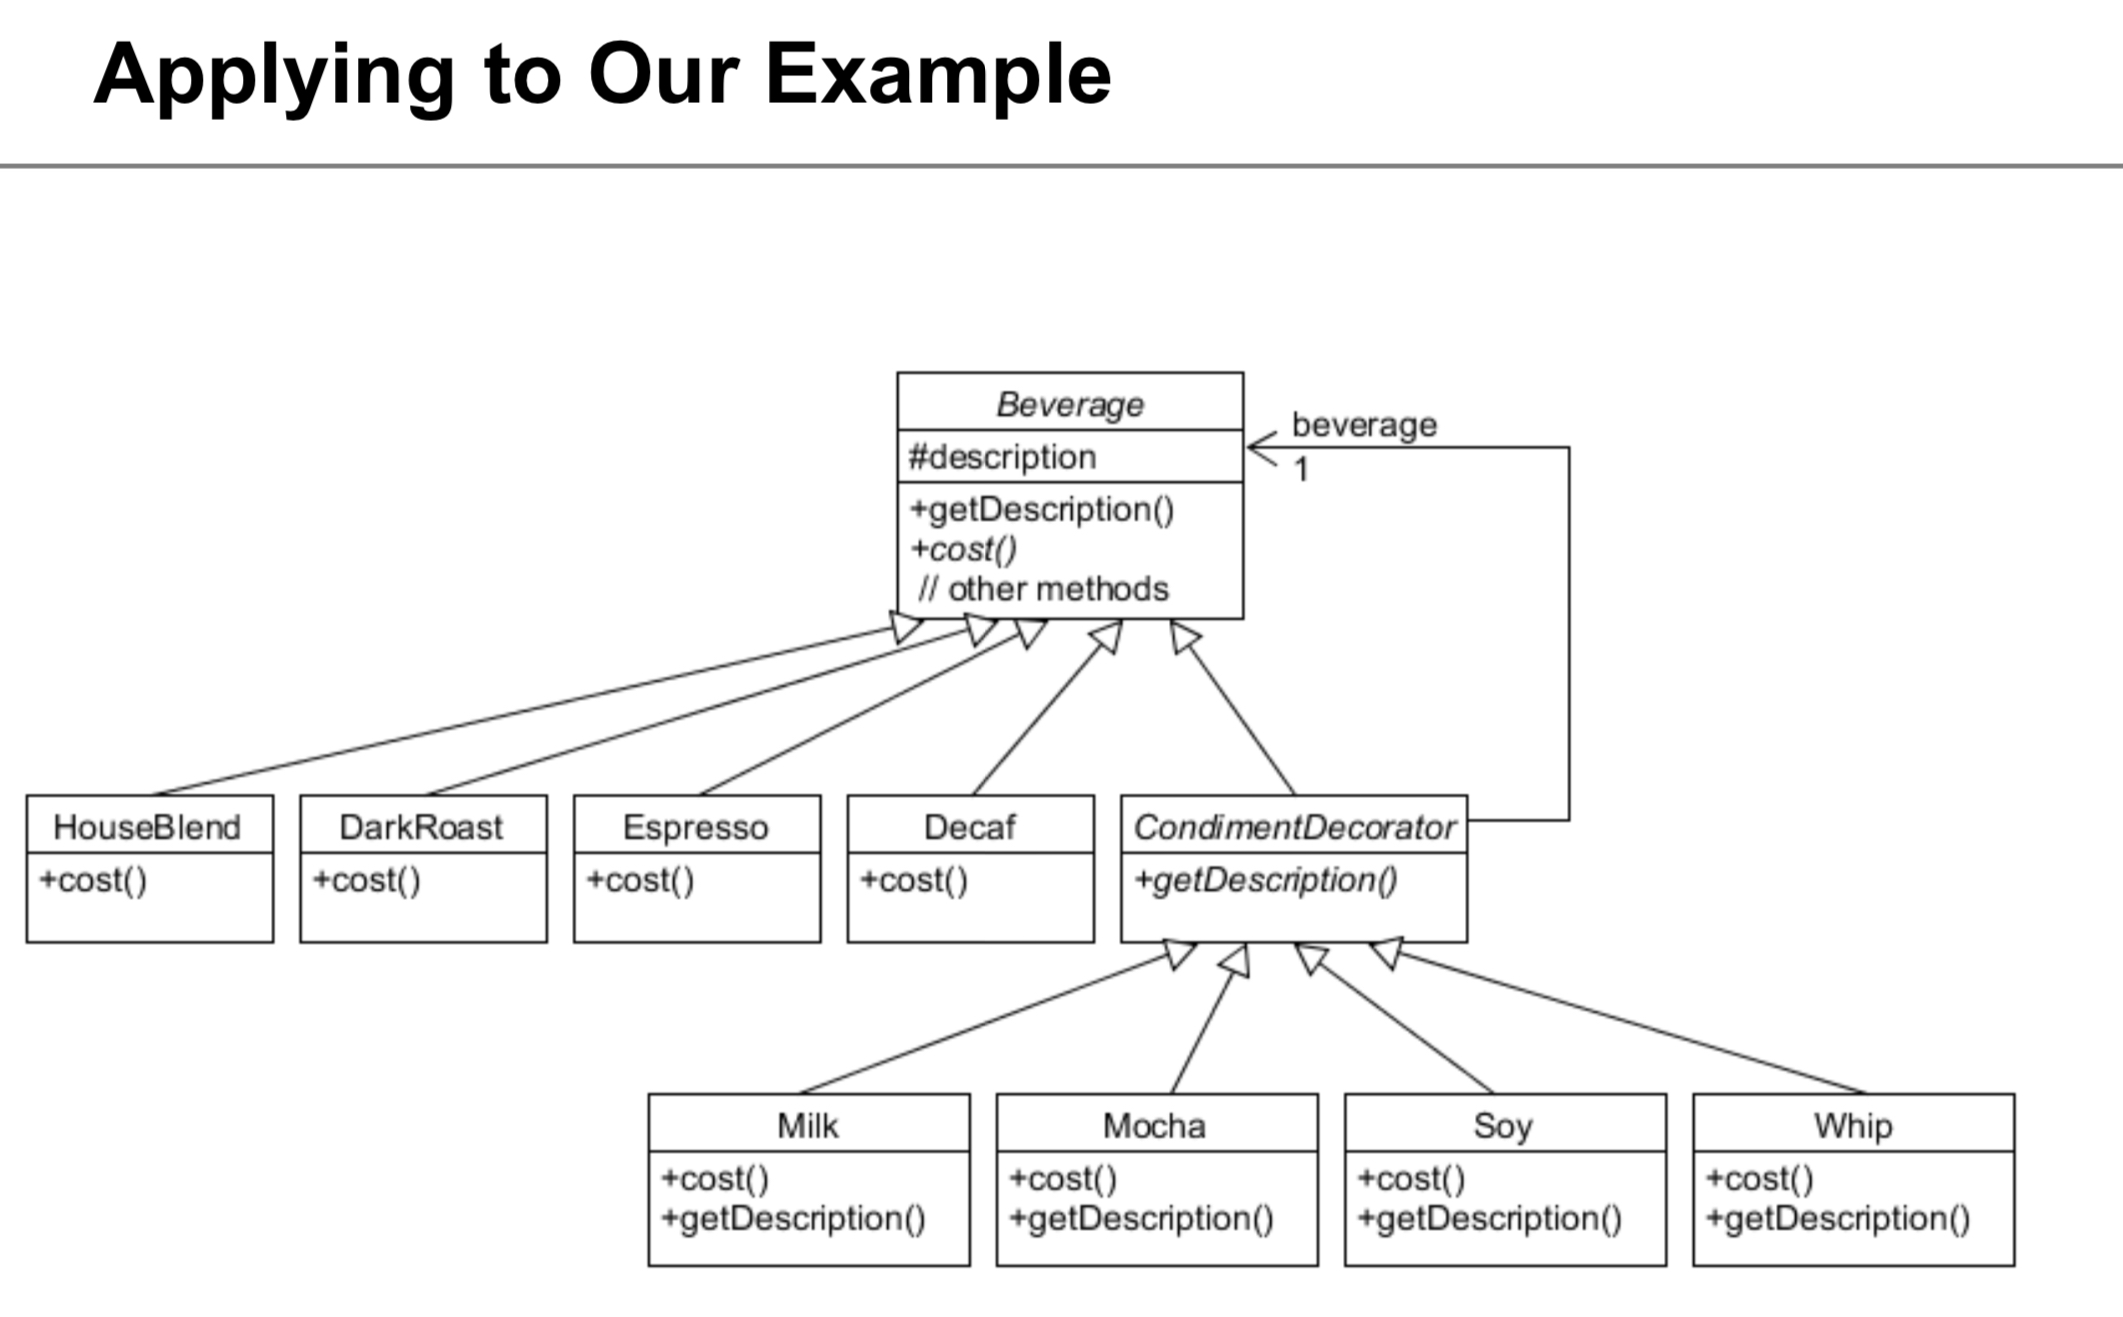 Applying to Our Example
Beverage
#description
+getDescription()
+cost()
// other methods
beverage
1
HouseBlend
+cost()
DarkRoast
+cost()
Espresso
+cost()
Decaf
+cost()
CondimentDecorator
+getDescription()
Milk
+cost()
+getDescription()
Mocha
+cost()
+getDescription()
Soy
+cost()
+getDescription()
Whip
+cost()
+getDescription()